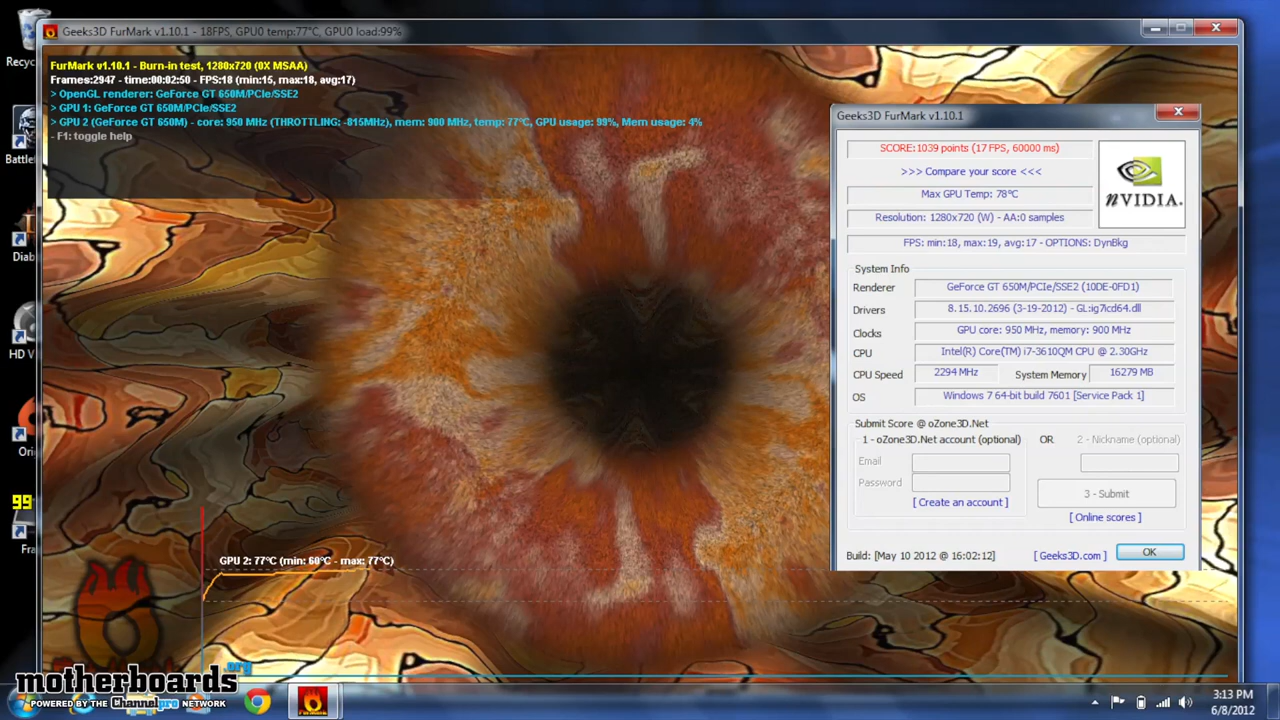 Geeks3D FurMark v1.10.1 - 18FPS, GPU0 temp:77°C, GPU0 load:99%
FurMark v1.10.1 - Burn-in test, 1280x720 (0X MSAA)
Frames:2947 - time:00:02:50 - FPS:18 (min:15, max:18, avg:17)
> OpenGL renderer: GeForce GT 650M/PCIe/SSE2
> GPU 1: GeForce GT 650M/PCIe/SSE2
> GPU 2 (GeForce GT 650M) - core: 950 MHz (THROTTLING: -815MHz), mem: 900 MHz, temp: 77°C, GPU usage: 99%, Mem usage: 4%
- F1: toggle help
Recyc
Battlef
Diab
HD V
Orig
99
Fra
GPU 2: 77°C (min: 60°C - max: 77°C)
Geeks3D FurMark v1.10.1
SCORE:1039 points (17 FPS, 60000 ms)
>>> Compare your score <<<
Max GPU Temp: 78°C
Resolution: 1280x720 (W) - AA:0 samples
NVIDIA.
FPS: min:18, max:19, avg:17 - OPTIONS: DynBkg
System Info
Renderer GeForce GT 650M/PCIe/SSE2 (10DE-0FD1)
Drivers 8.15.10.2696 (3-19-2012) - GL:ig7icd64.dll
Clocks GPU core: 950 MHz, memory: 900 MHz
CPU Intel(R) Core(TM) i7-3610QM CPU @ 2.30GHz
CPU Speed 2294 MHz System Memory 16279 MB
OS Windows 7 64-bit build 7601 [Service Pack 1]
Submit Score @ oZone3D.Net
1 - oZone3D.Net account (optional) OR 2 - Nickname (optional)
Email
Password
3 - Submit
[ Create an account ]
[ Online scores ]
Build: [May 10 2012 @ 16:02:12] [ Geeks3D.com ] OK
motherboards.org
POWERED BY THE Channelpro NETWORK
3:13 PM
6/8/2012